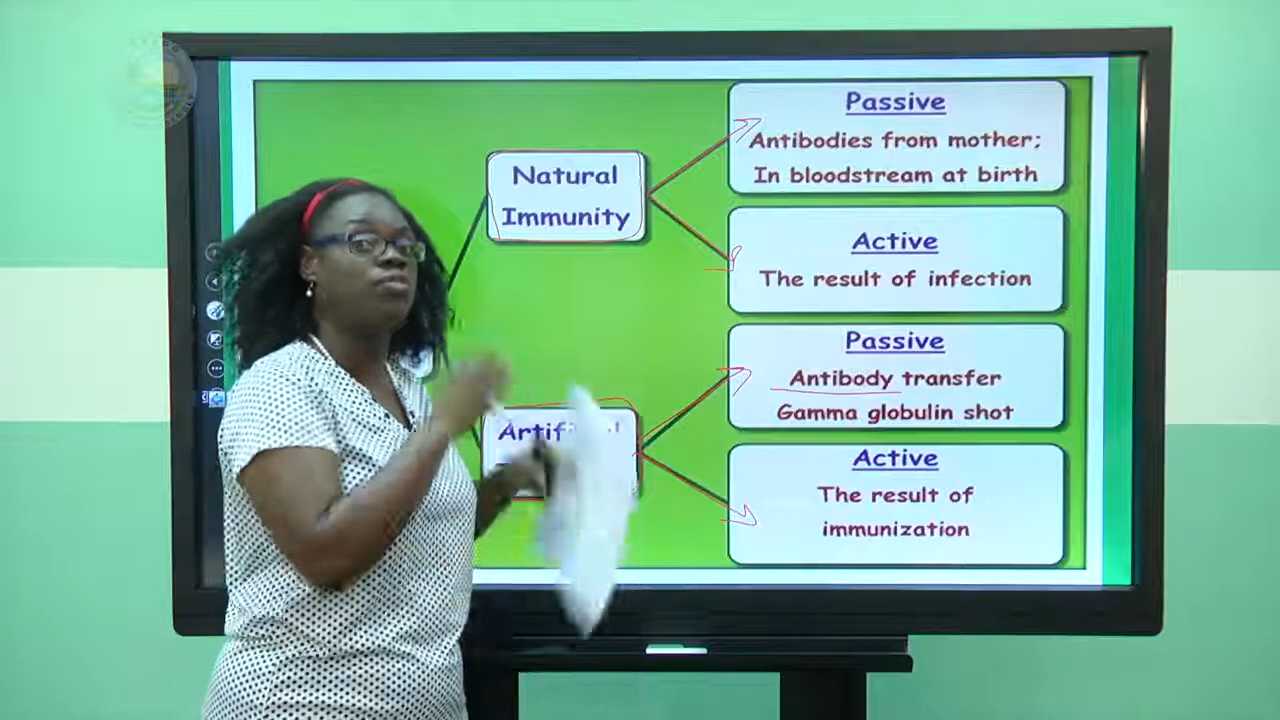 Natural
Immunity
Passive
Antibodies from mother;
In bloodstream at birth
Active
The result of infection
Passive
Antibody transfer
Gamma globulin shot
Active
The result of
immunization